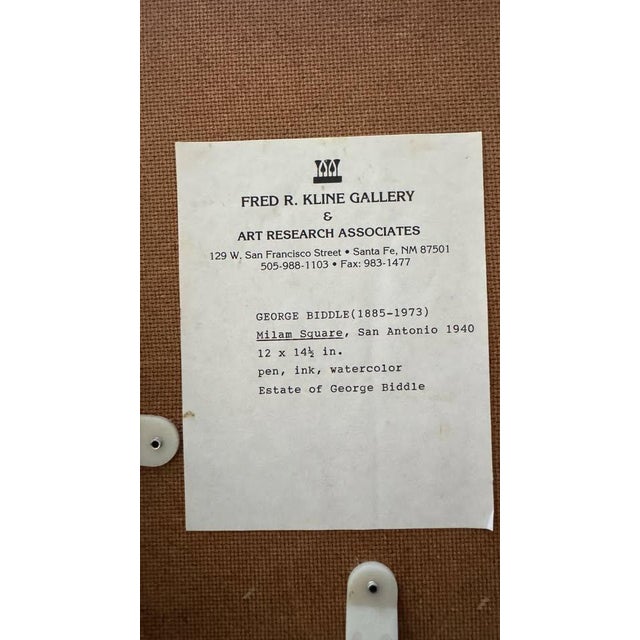 FRED R. KLINE GALLERY
&
ART RESEARCH ASSOCIATES
129 W. San Francisco Street • Santa Fe, NM 87501
505-988-1103 • Fax: 983-1477
GEORGE BIDDLE(1885-1973)
Milam Square, San Antonio 1940
12 x 14½ in.
pen, ink, watercolor
Estate of George Biddle